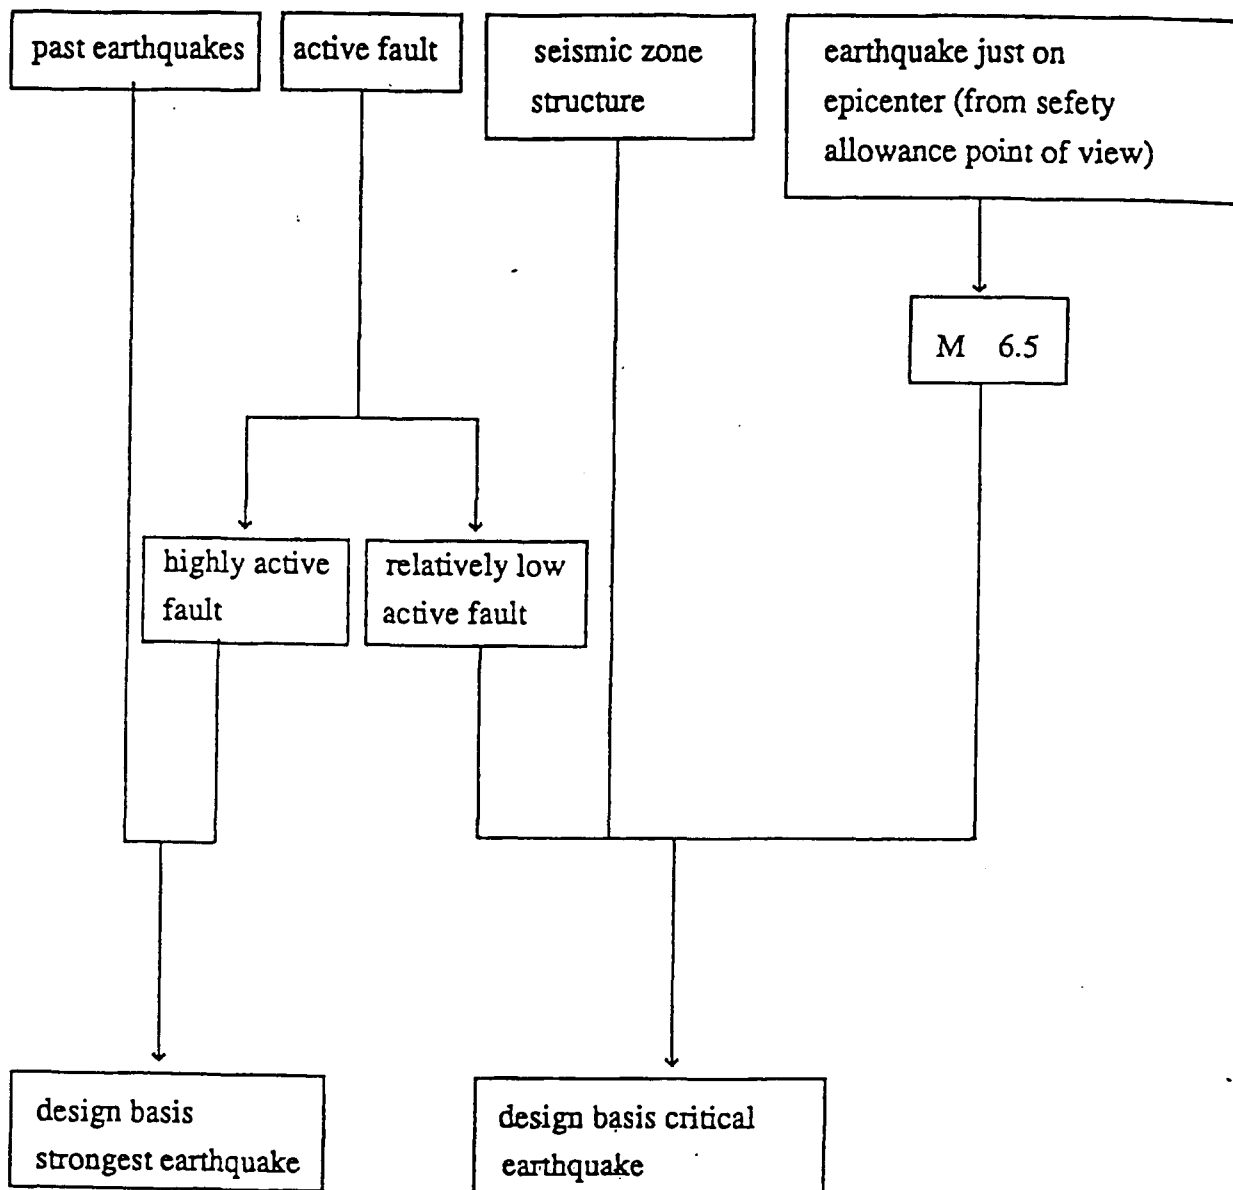 past earthquakes
active fault
seismic zone
structure
earthquake just on
epicenter (from sefety
allowance point of view)
M 6.5
highly active
fault
relatively low
active fault
design basis
strongest earthquake
design basis critical
earthquake